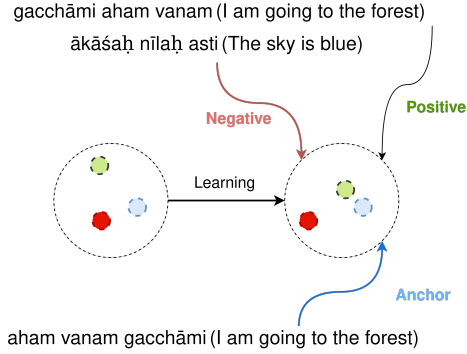 gacchāmi aham vanam (I am going to the forest)
ākāśaḥ nīlaḥ asti (The sky is blue)
Negative
Positive
Learning
Anchor
aham vanam gacchāmi (I am going to the forest)